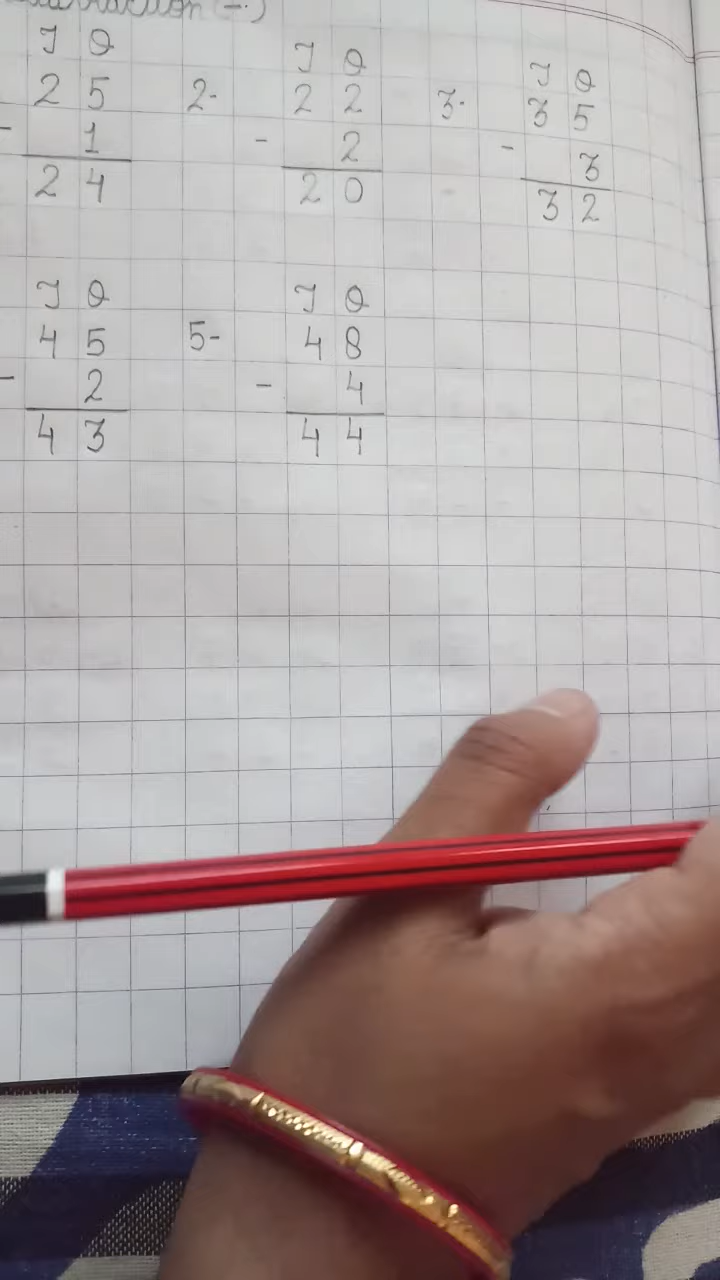 T O T O T O
2 5 2- 2 2 3. 3 5
- 1 - 2 - 3
2 4 2 0 3 2
T O T O
4 5 5- 4 8
- 2 - 4
4 3 4 4